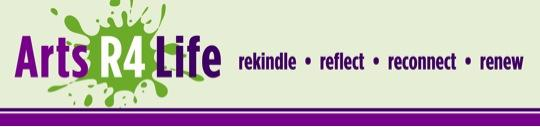 Arts R4 Life rekindle • reflect • reconnect • renew